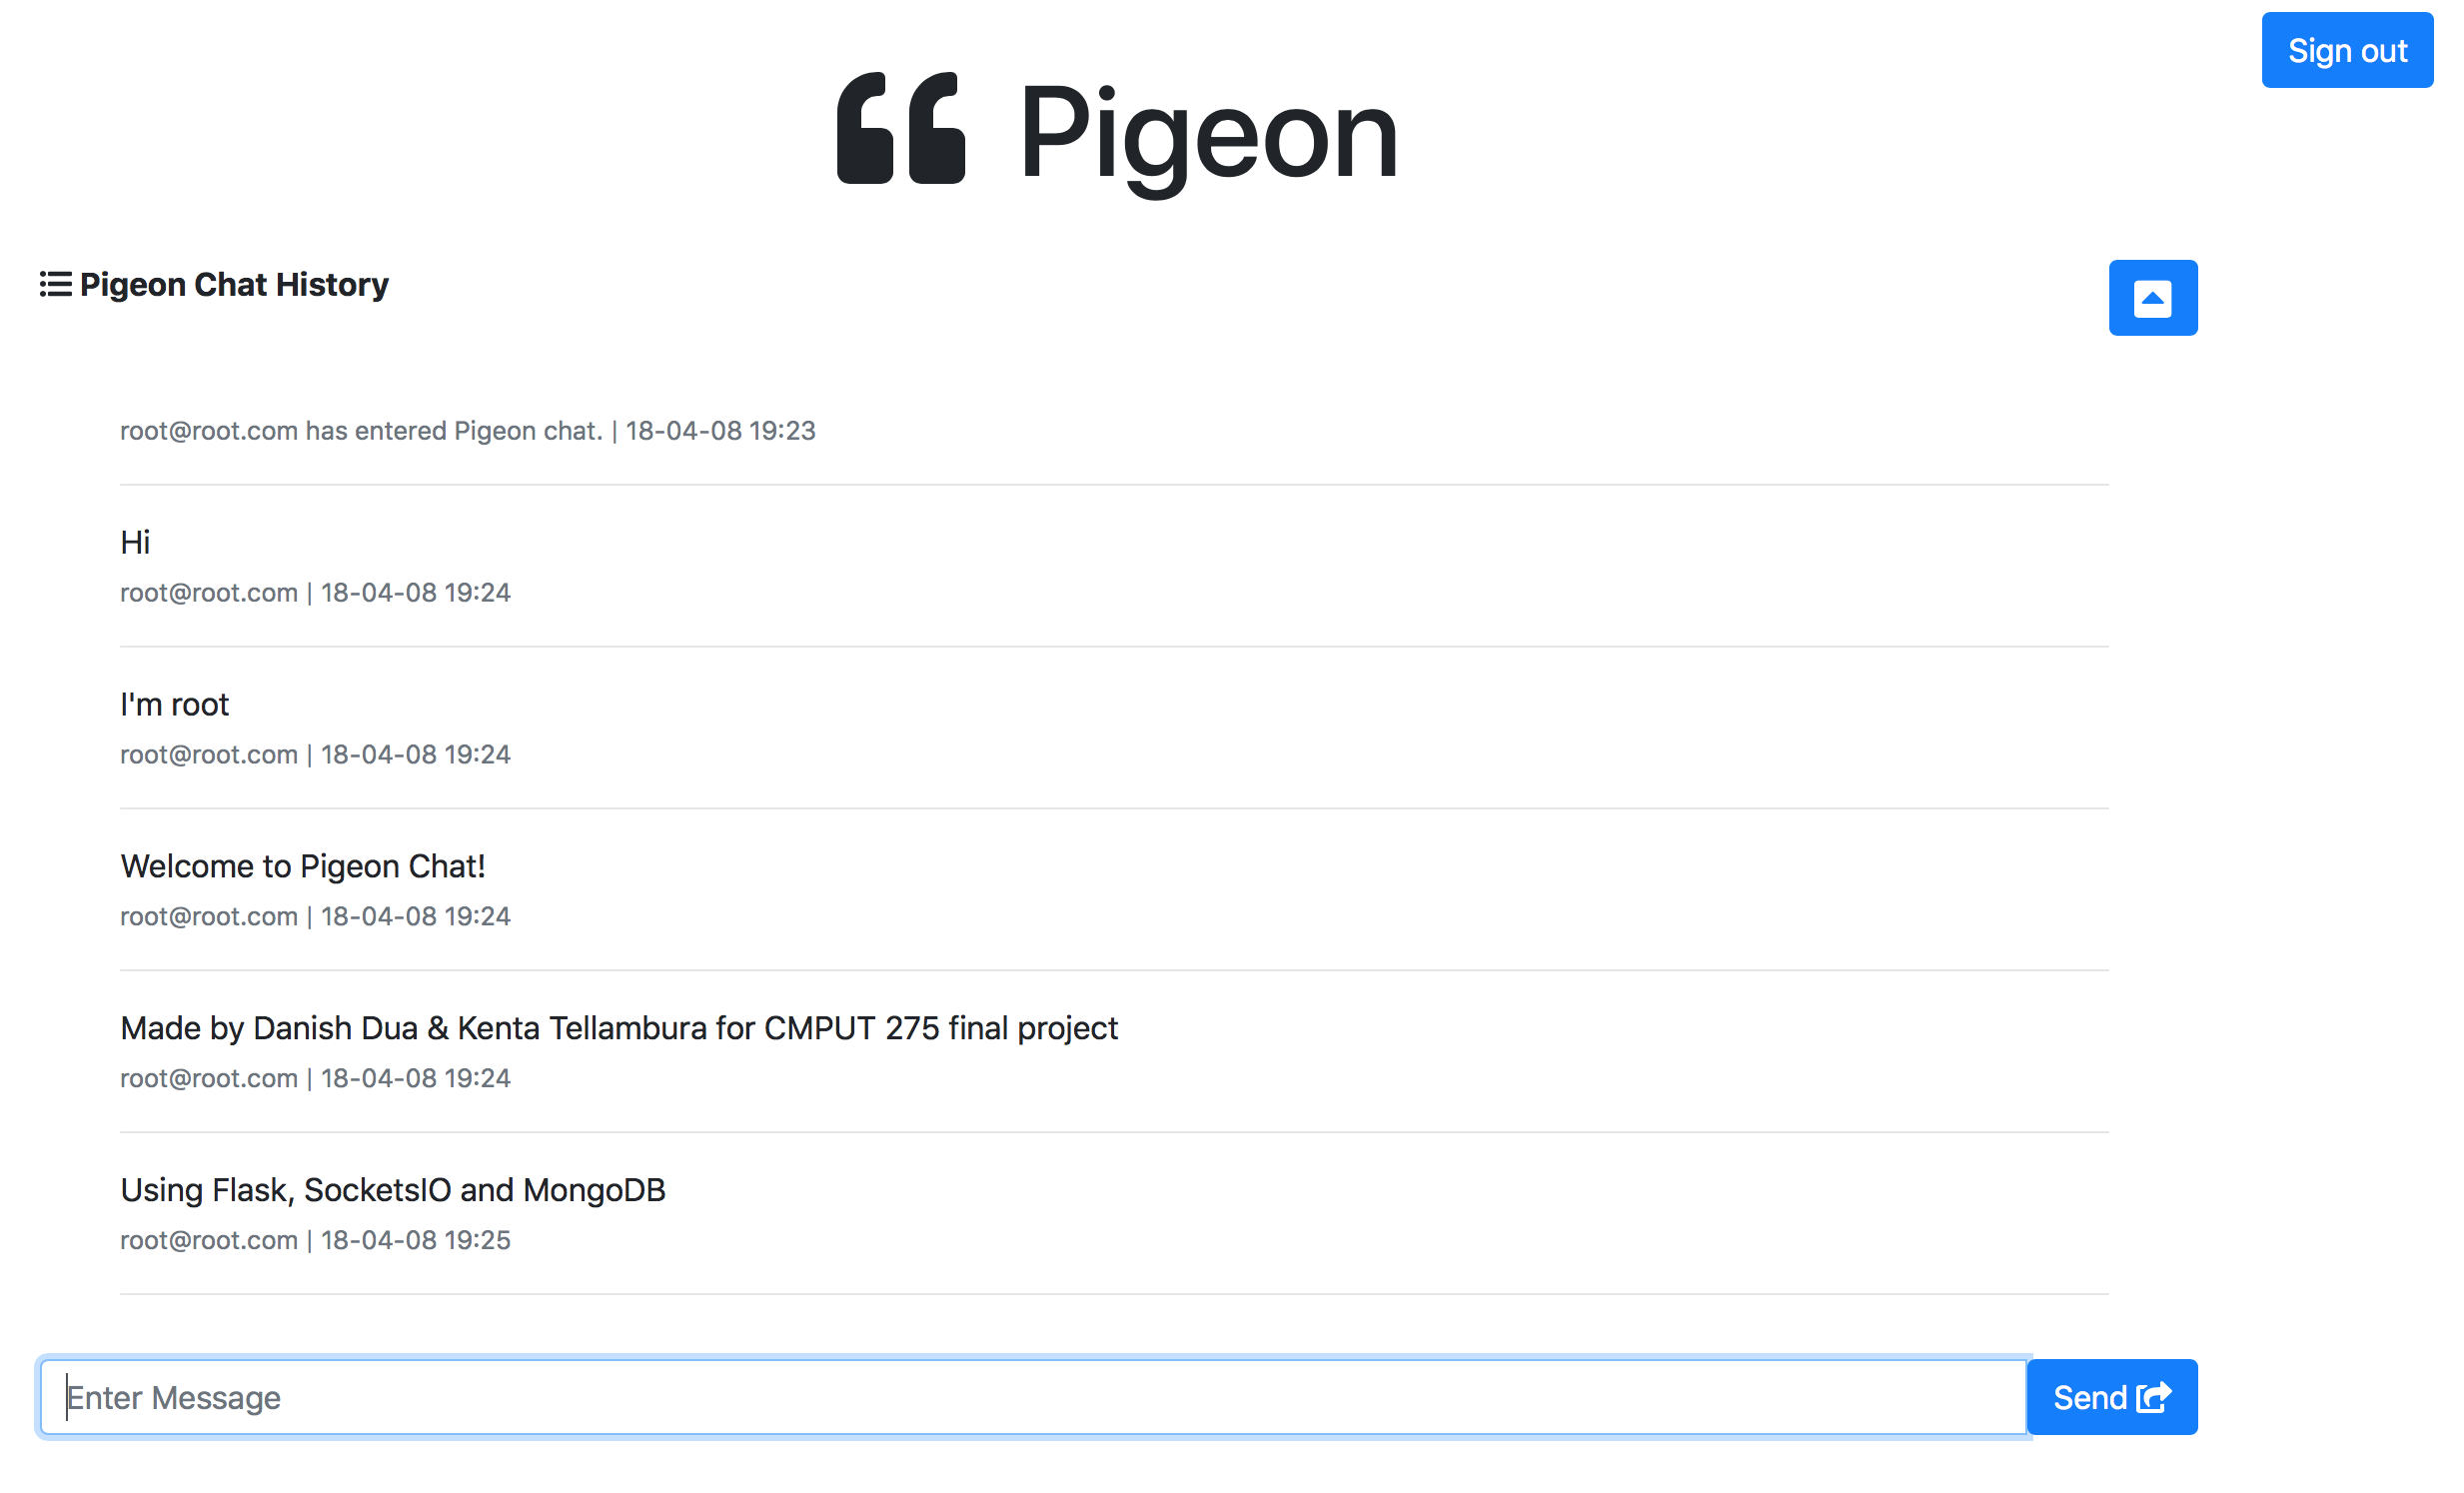 Sign out
Pigeon
Pigeon Chat History
root@root.com has entered Pigeon chat. | 18-04-08 19:23
Hi
root@root.com | 18-04-08 19:24
I'm root
root@root.com | 18-04-08 19:24
Welcome to Pigeon Chat!
root@root.com | 18-04-08 19:24
Made by Danish Dua & Kenta Tellambura for CMPUT 275 final project
root@root.com | 18-04-08 19:24
Using Flask, SocketsIO and MongoDB
root@root.com | 18-04-08 19:25
Enter Message
Send